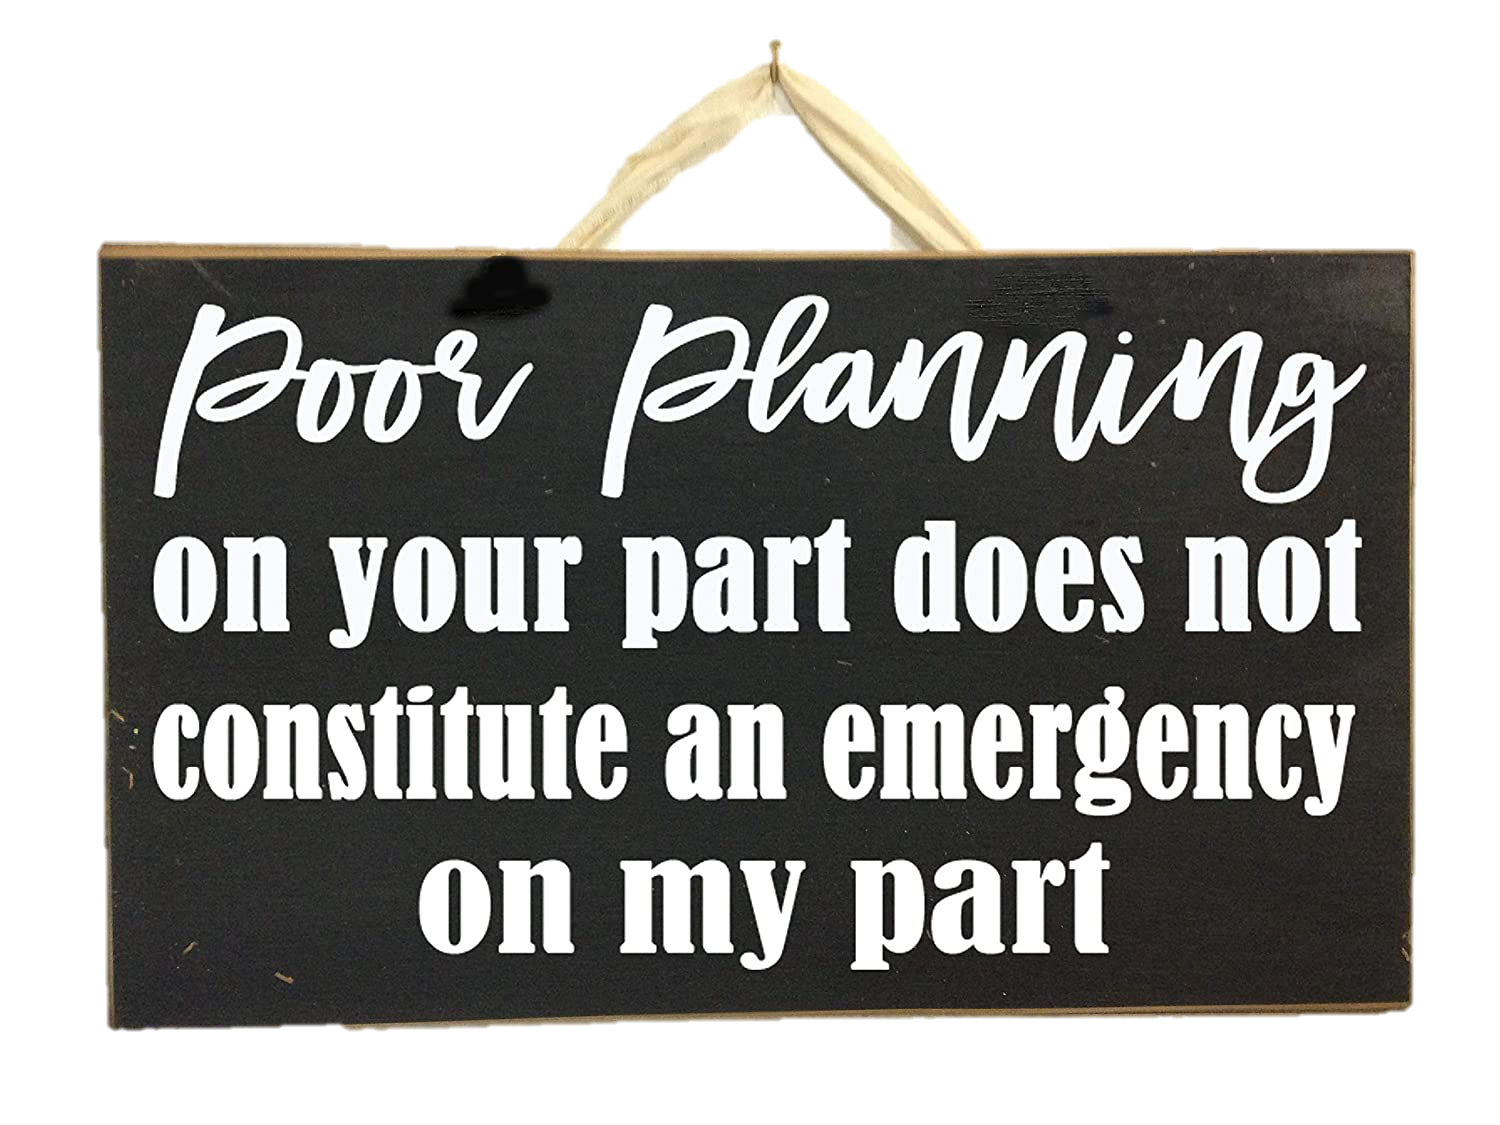 Poor Planning
on your part does not
constitute an emergency
on my part